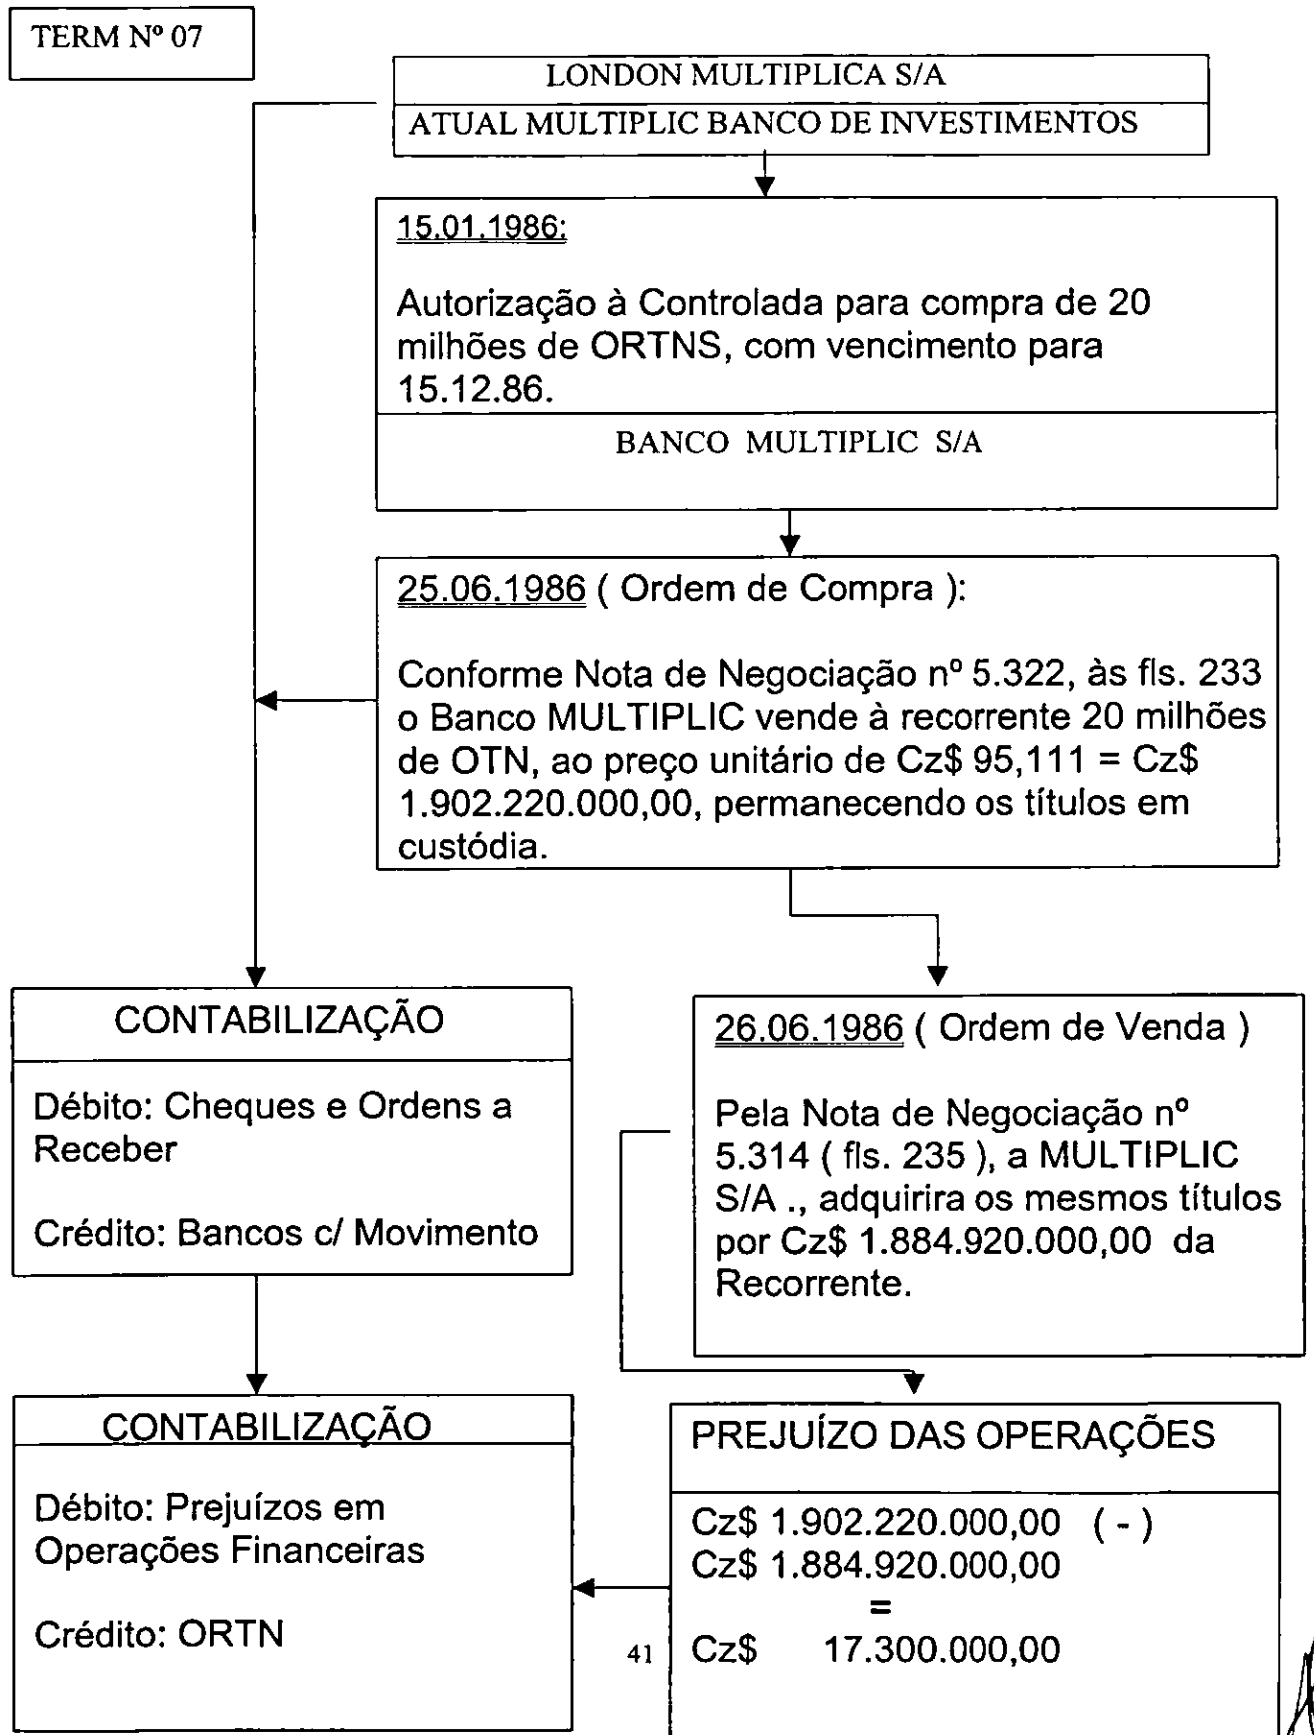 TERM Nº 07
LONDON MULTIPLICA S/A
ATUAL MULTIPLIC BANCO DE INVESTIMENTOS
15.01.1986:
Autorização à Controlada para compra de 20
milhões de ORTNS, com vencimento para
15.12.86.
BANCO MULTIPLIC S/A
25.06.1986 ( Ordem de Compra ):
Conforme Nota de Negociação nº 5.322, às fls. 233
o Banco MULTIPLIC vende à recorrente 20 milhões
de OTN, ao preço unitário de Cz$ 95,111 = Cz$
1.902.220.000,00, permanecendo os títulos em
custódia.
CONTABILIZAÇÃO
Débito: Cheques e Ordens a
Receber
Crédito: Bancos c/ Movimento
26.06.1986 ( Ordem de Venda )
Pela Nota de Negociação nº
5.314 ( fls. 235 ), a MULTIPLIC
S/A ., adquirira os mesmos títulos
por Cz$ 1.884.920.000,00 da
Recorrente.
CONTABILIZAÇÃO
Débito: Prejuízos em
Operações Financeiras
Crédito: ORTN
PREJUÍZO DAS OPERAÇÕES
Cz$ 1.902.220.000,00 ( - )
Cz$ 1.884.920.000,00
=
Cz$ 17.300.000,00
41